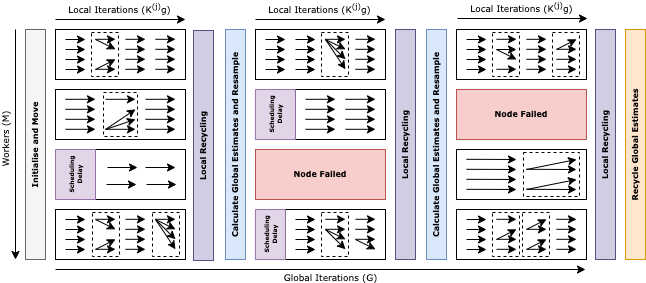 Local Iterations (K^(j)g)
Local Iterations (K^(j)g)
Local Iterations (K^(j)g)
Workers (M)
Initialise and Move
Scheduling
Delay
Local Recycling
Calculate Global Estimates and Resample
Scheduling
Delay
Node Failed
Scheduling
Delay
Local Recycling
Calculate Global Estimates and Resample
Node Failed
Local Recycling
Recycle Global Estimates
Global Iterations (G)